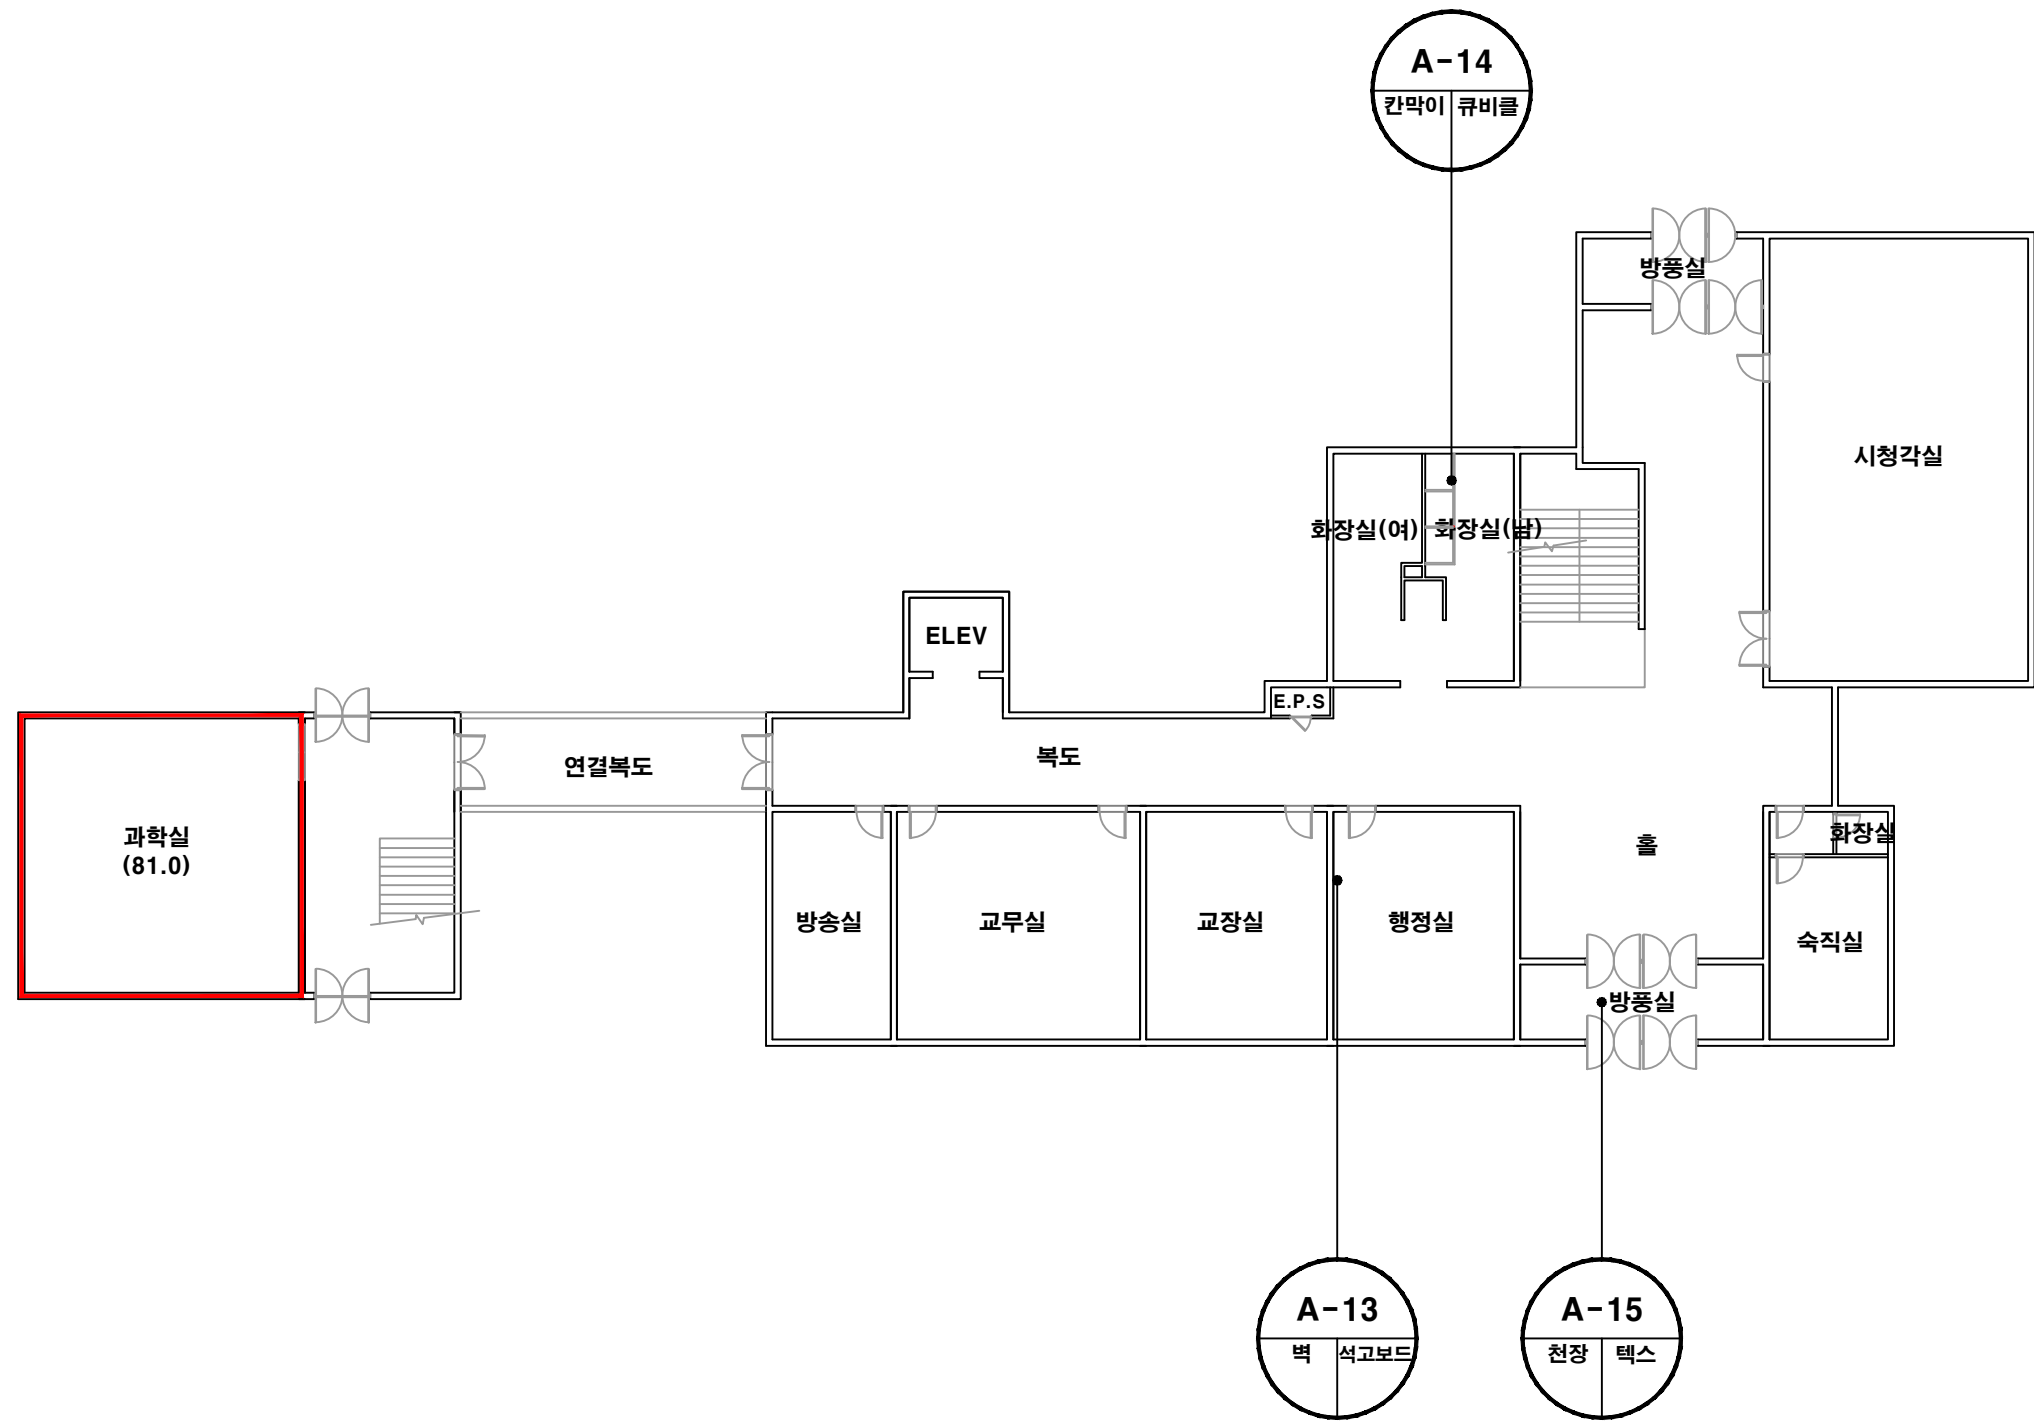 A-14
칸막이 큐비클
방풍실
시청각실
화장실(여) 화장실(남)
ELEV
E.P.S
연결복도
복도
과학실
(81.0)
홀
화장실
방송실
교무실
교장실
행정실
숙직실
방풍실
A-13
벽 석고보드
A-15
천장 텍스